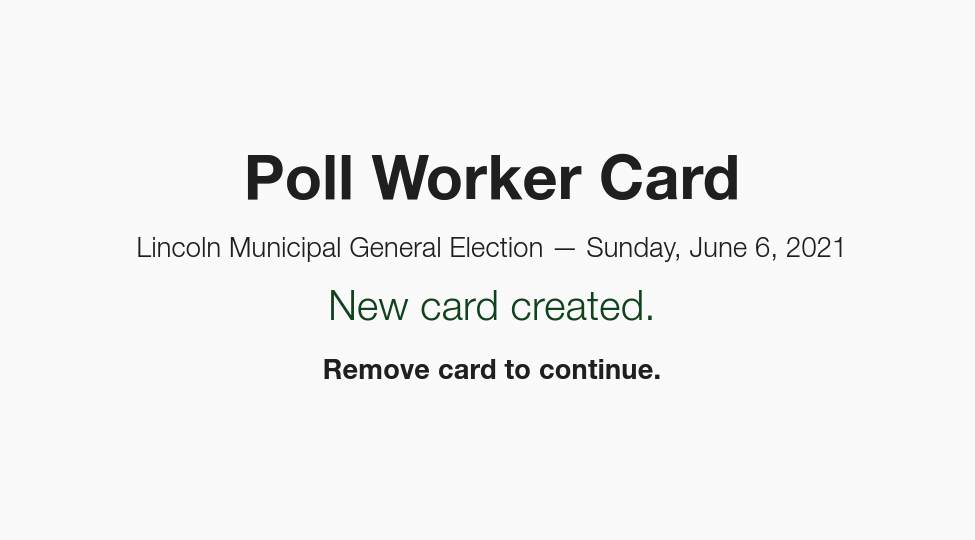 Poll Worker Card
Lincoln Municipal General Election — Sunday, June 6, 2021
New card created.
Remove card to continue.